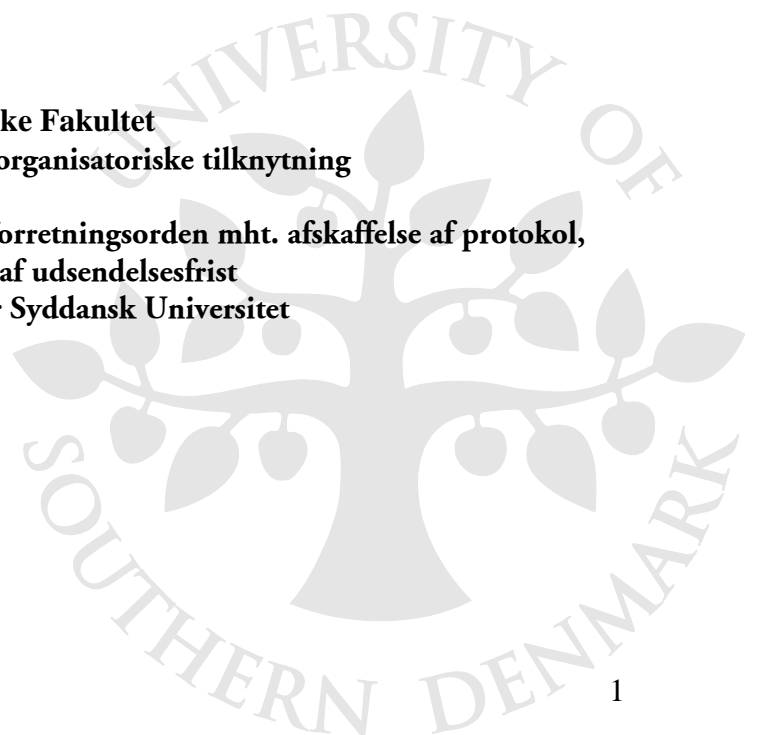 UNIVERSITY OF
ke Fakultet
organisatoriske tilknytning
orretningsorden mht. afskaffelse af protokol,
af udsendelsesfrist
r Syddansk Universitet
SOUTHERN DENMARK
1